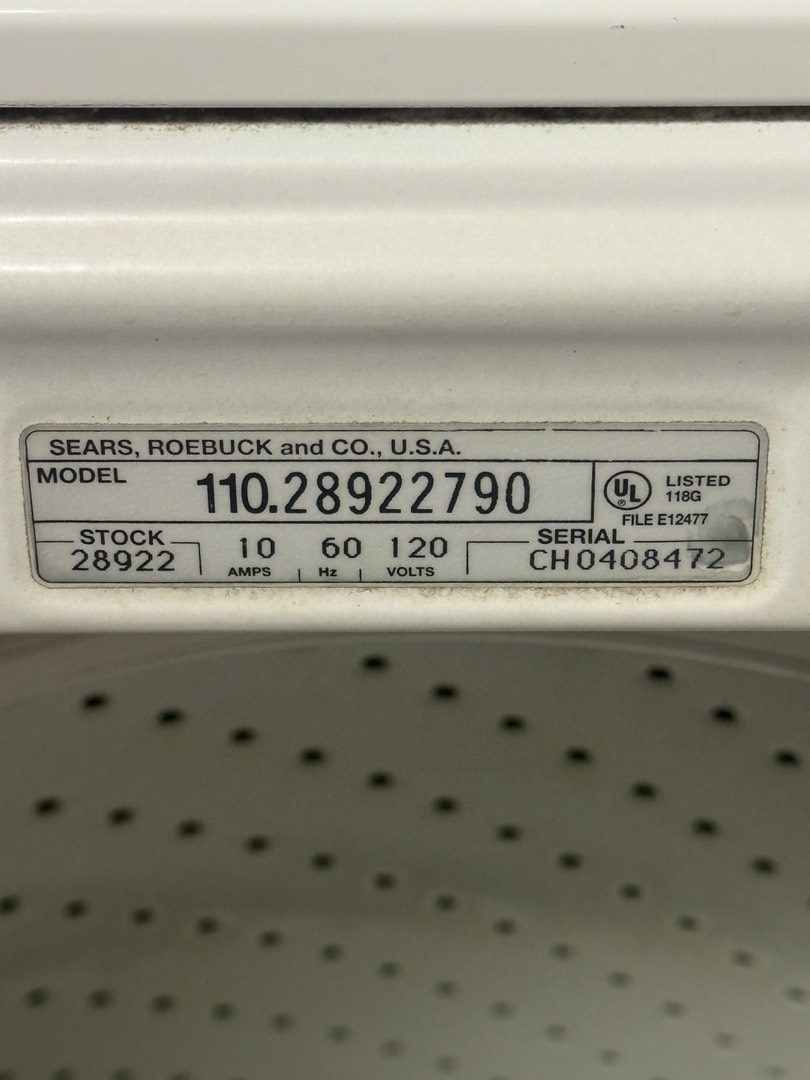 SEARS, ROEBUCK and CO., U.S.A.
MODEL 110.28922790
UL ® LISTED
118G
FILE E12477
STOCK
28922
10 60 120
AMPS Hz VOLTS
SERIAL
CH0408472